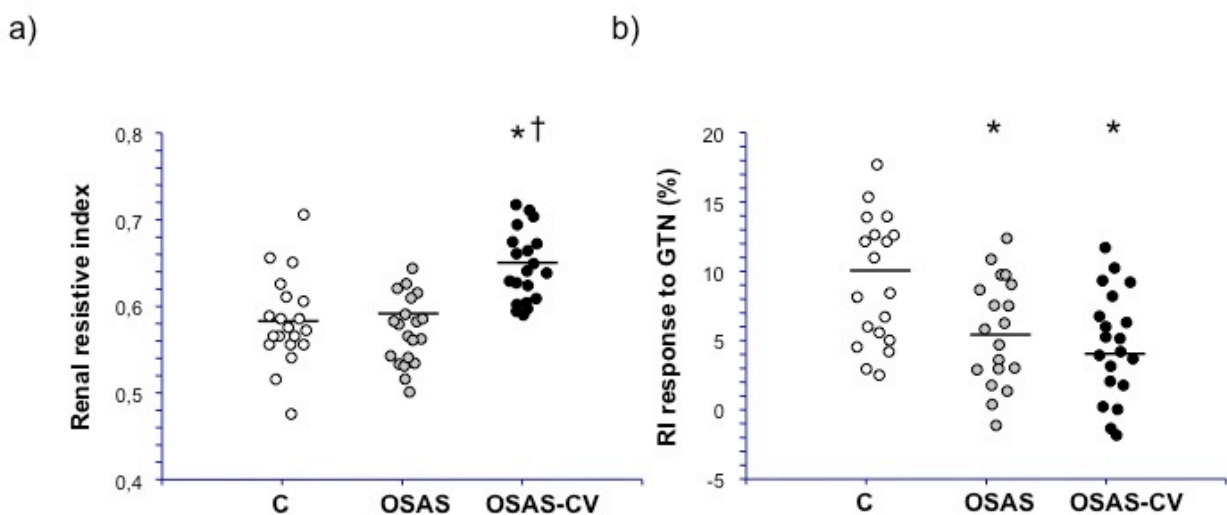 a)
b)
* †
* *
Renal resistive index
0,8
0,7
0,6
0,5
0,4
C OSAS OSAS-CV
RI response to GTN (%)
20
15
10
5
0
-5
C OSAS OSAS-CV